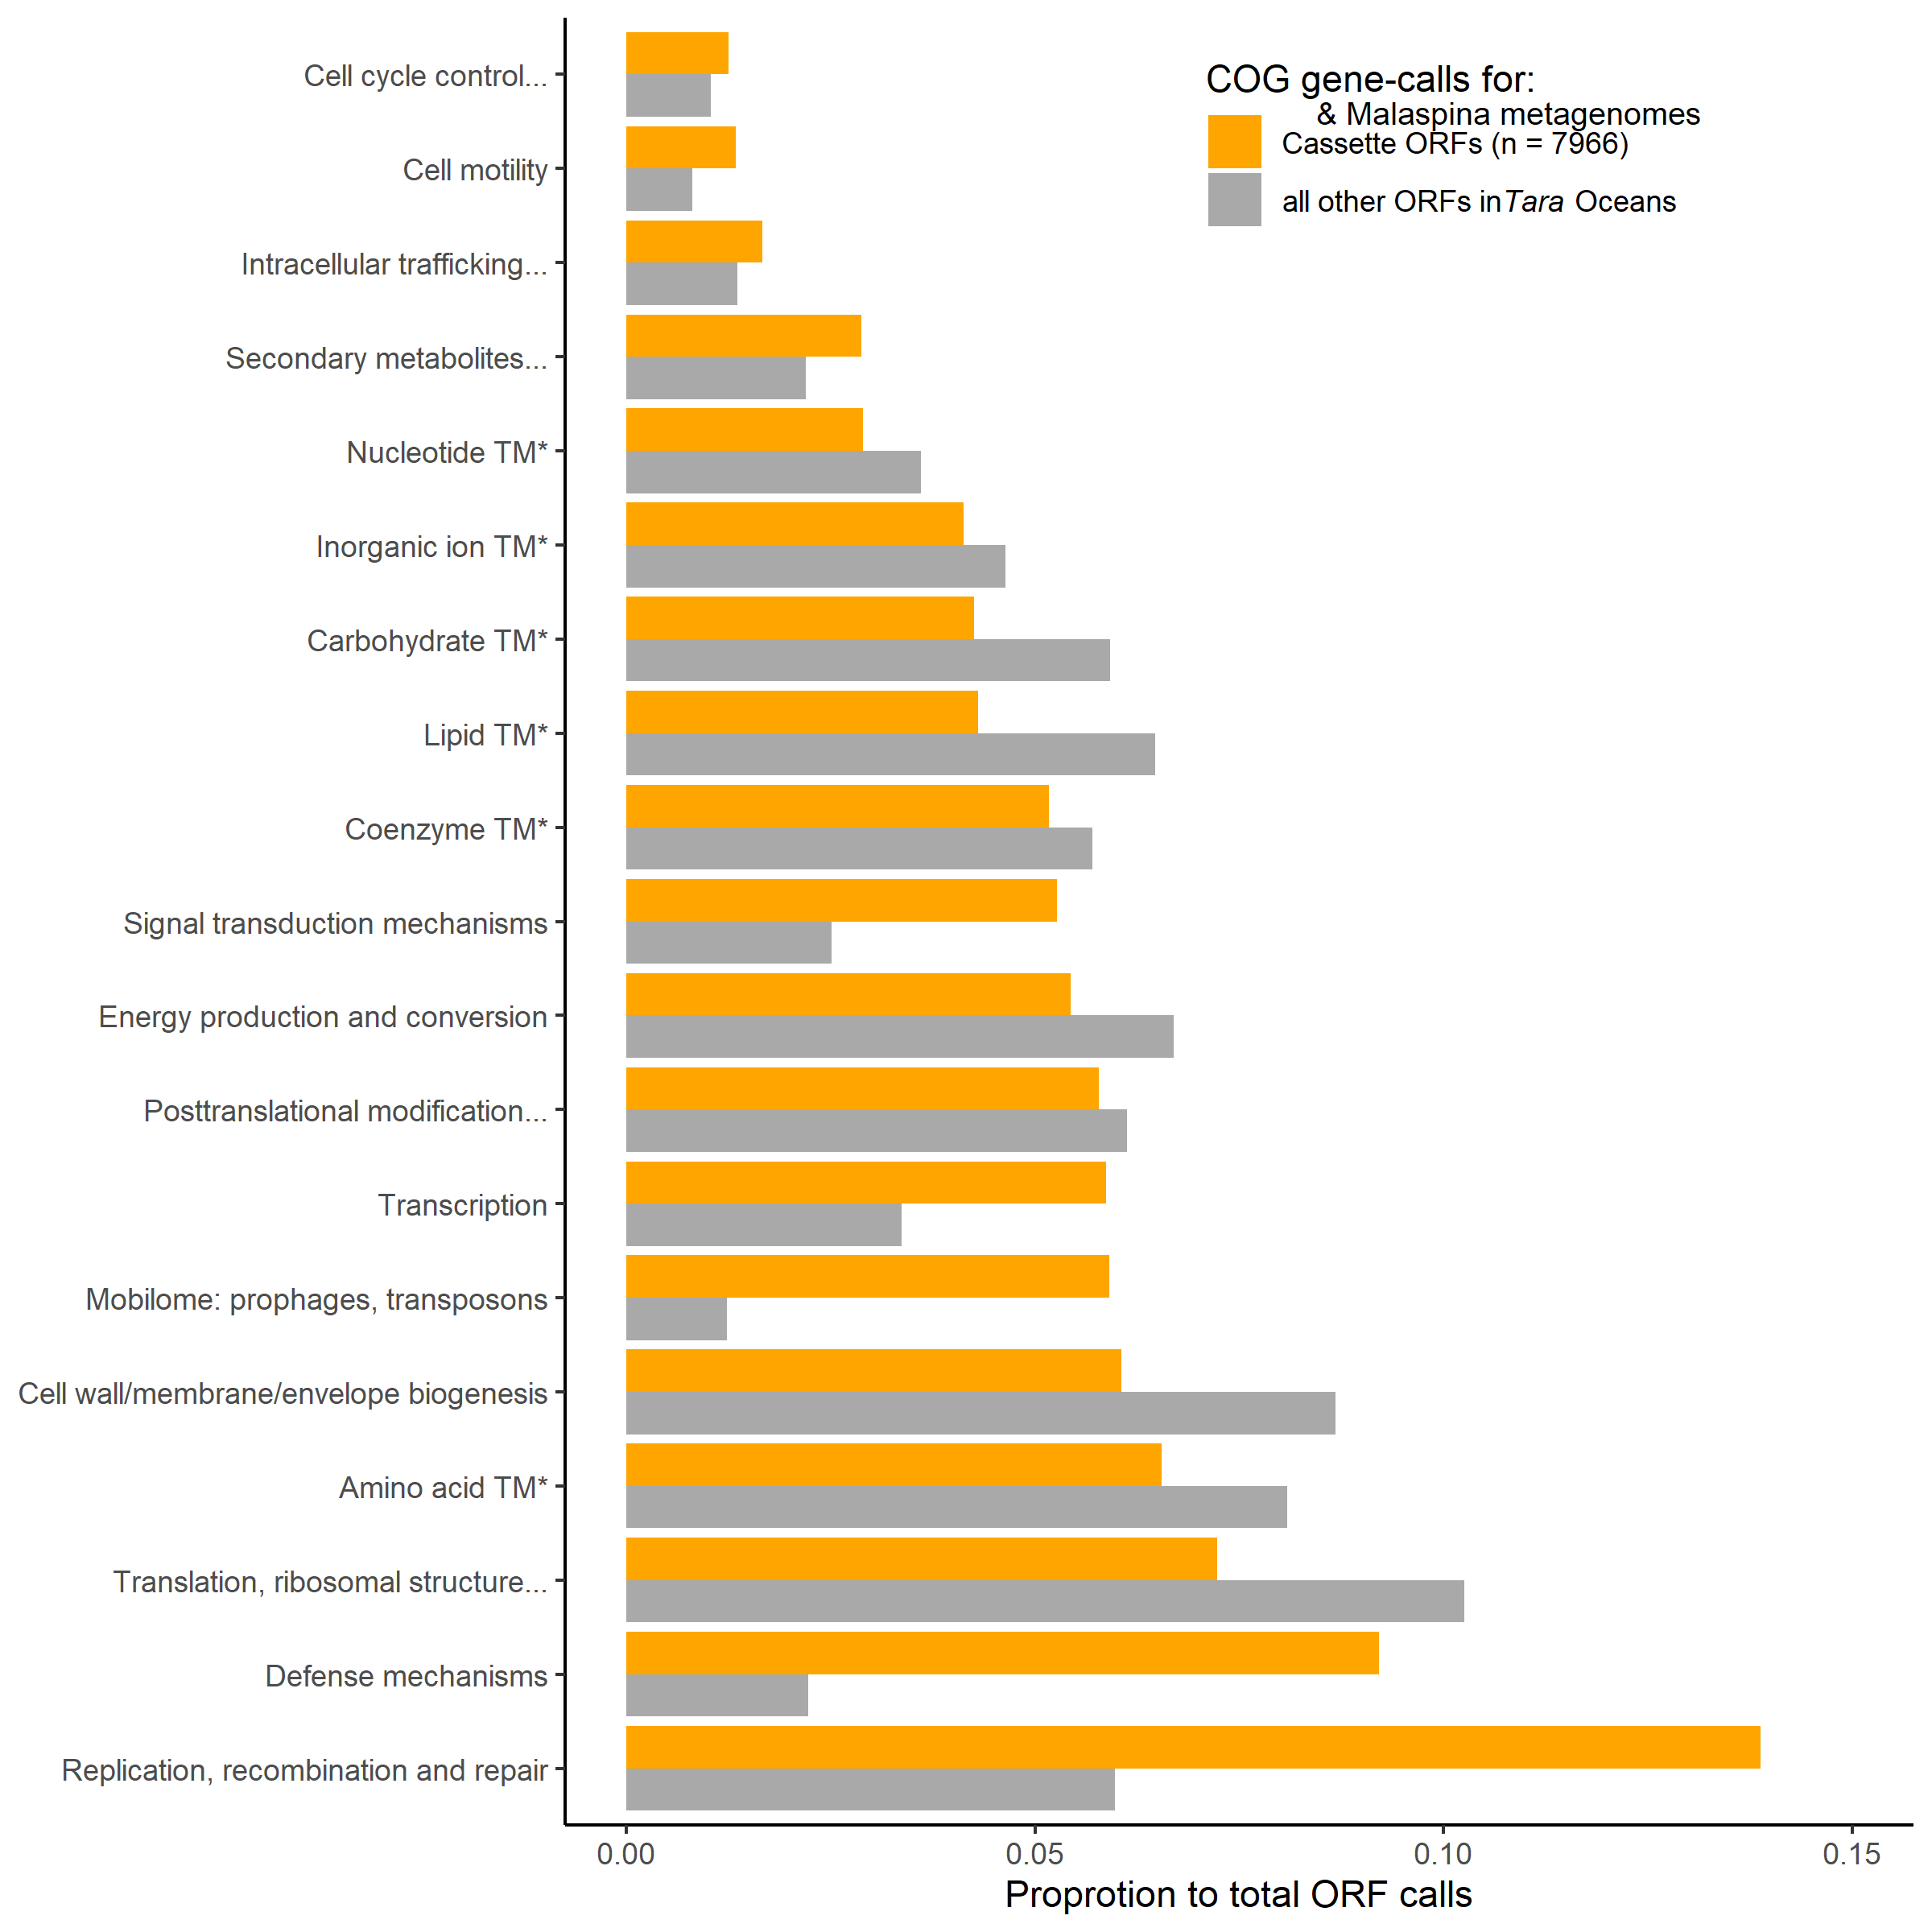 COG gene-calls for:
& Malaspina metagenomes
Cassette ORFs (n = 7966)
all other ORFs inTara Oceans
Cell cycle control...
Cell motility
Intracellular trafficking...
Secondary metabolites...
Nucleotide TM*
Inorganic ion TM*
Carbohydrate TM*
Lipid TM*
Coenzyme TM*
Signal transduction mechanisms
Energy production and conversion
Posttranslational modification...
Transcription
Mobilome: prophages, transposons
Cell wall/membrane/envelope biogenesis
Amino acid TM*
Translation, ribosomal structure...
Defense mechanisms
Replication, recombination and repair
0.00 0.05 0.10 0.15
Proprotion to total ORF calls